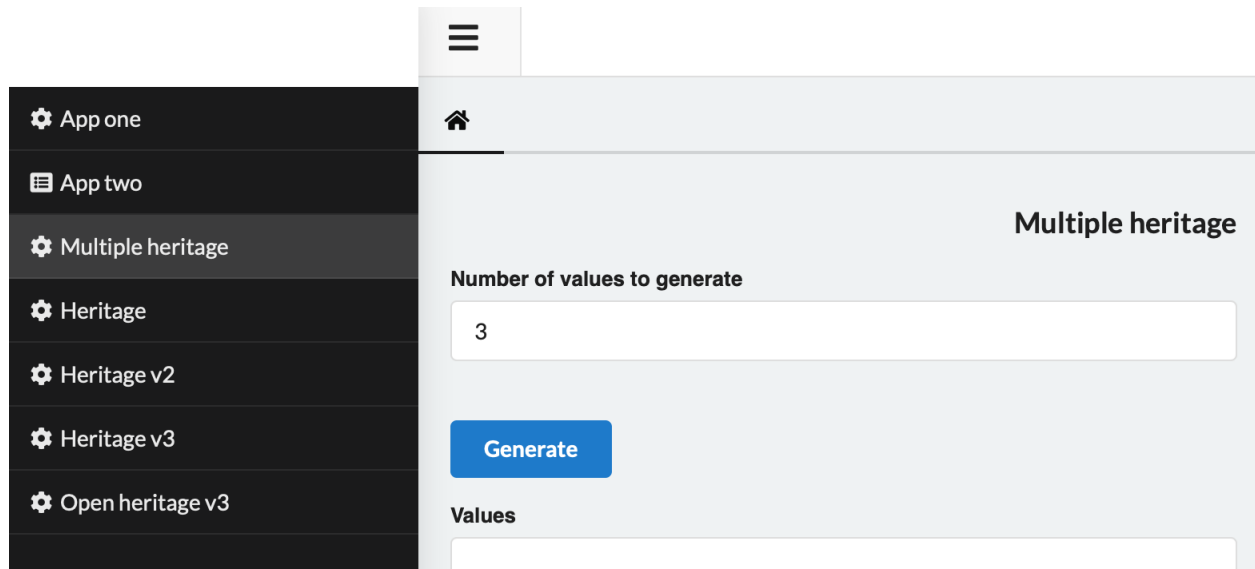 App one
App two
Multiple heritage
Heritage
Heritage v2
Heritage v3
Open heritage v3
Multiple heritage
Number of values to generate
3
Generate
Values